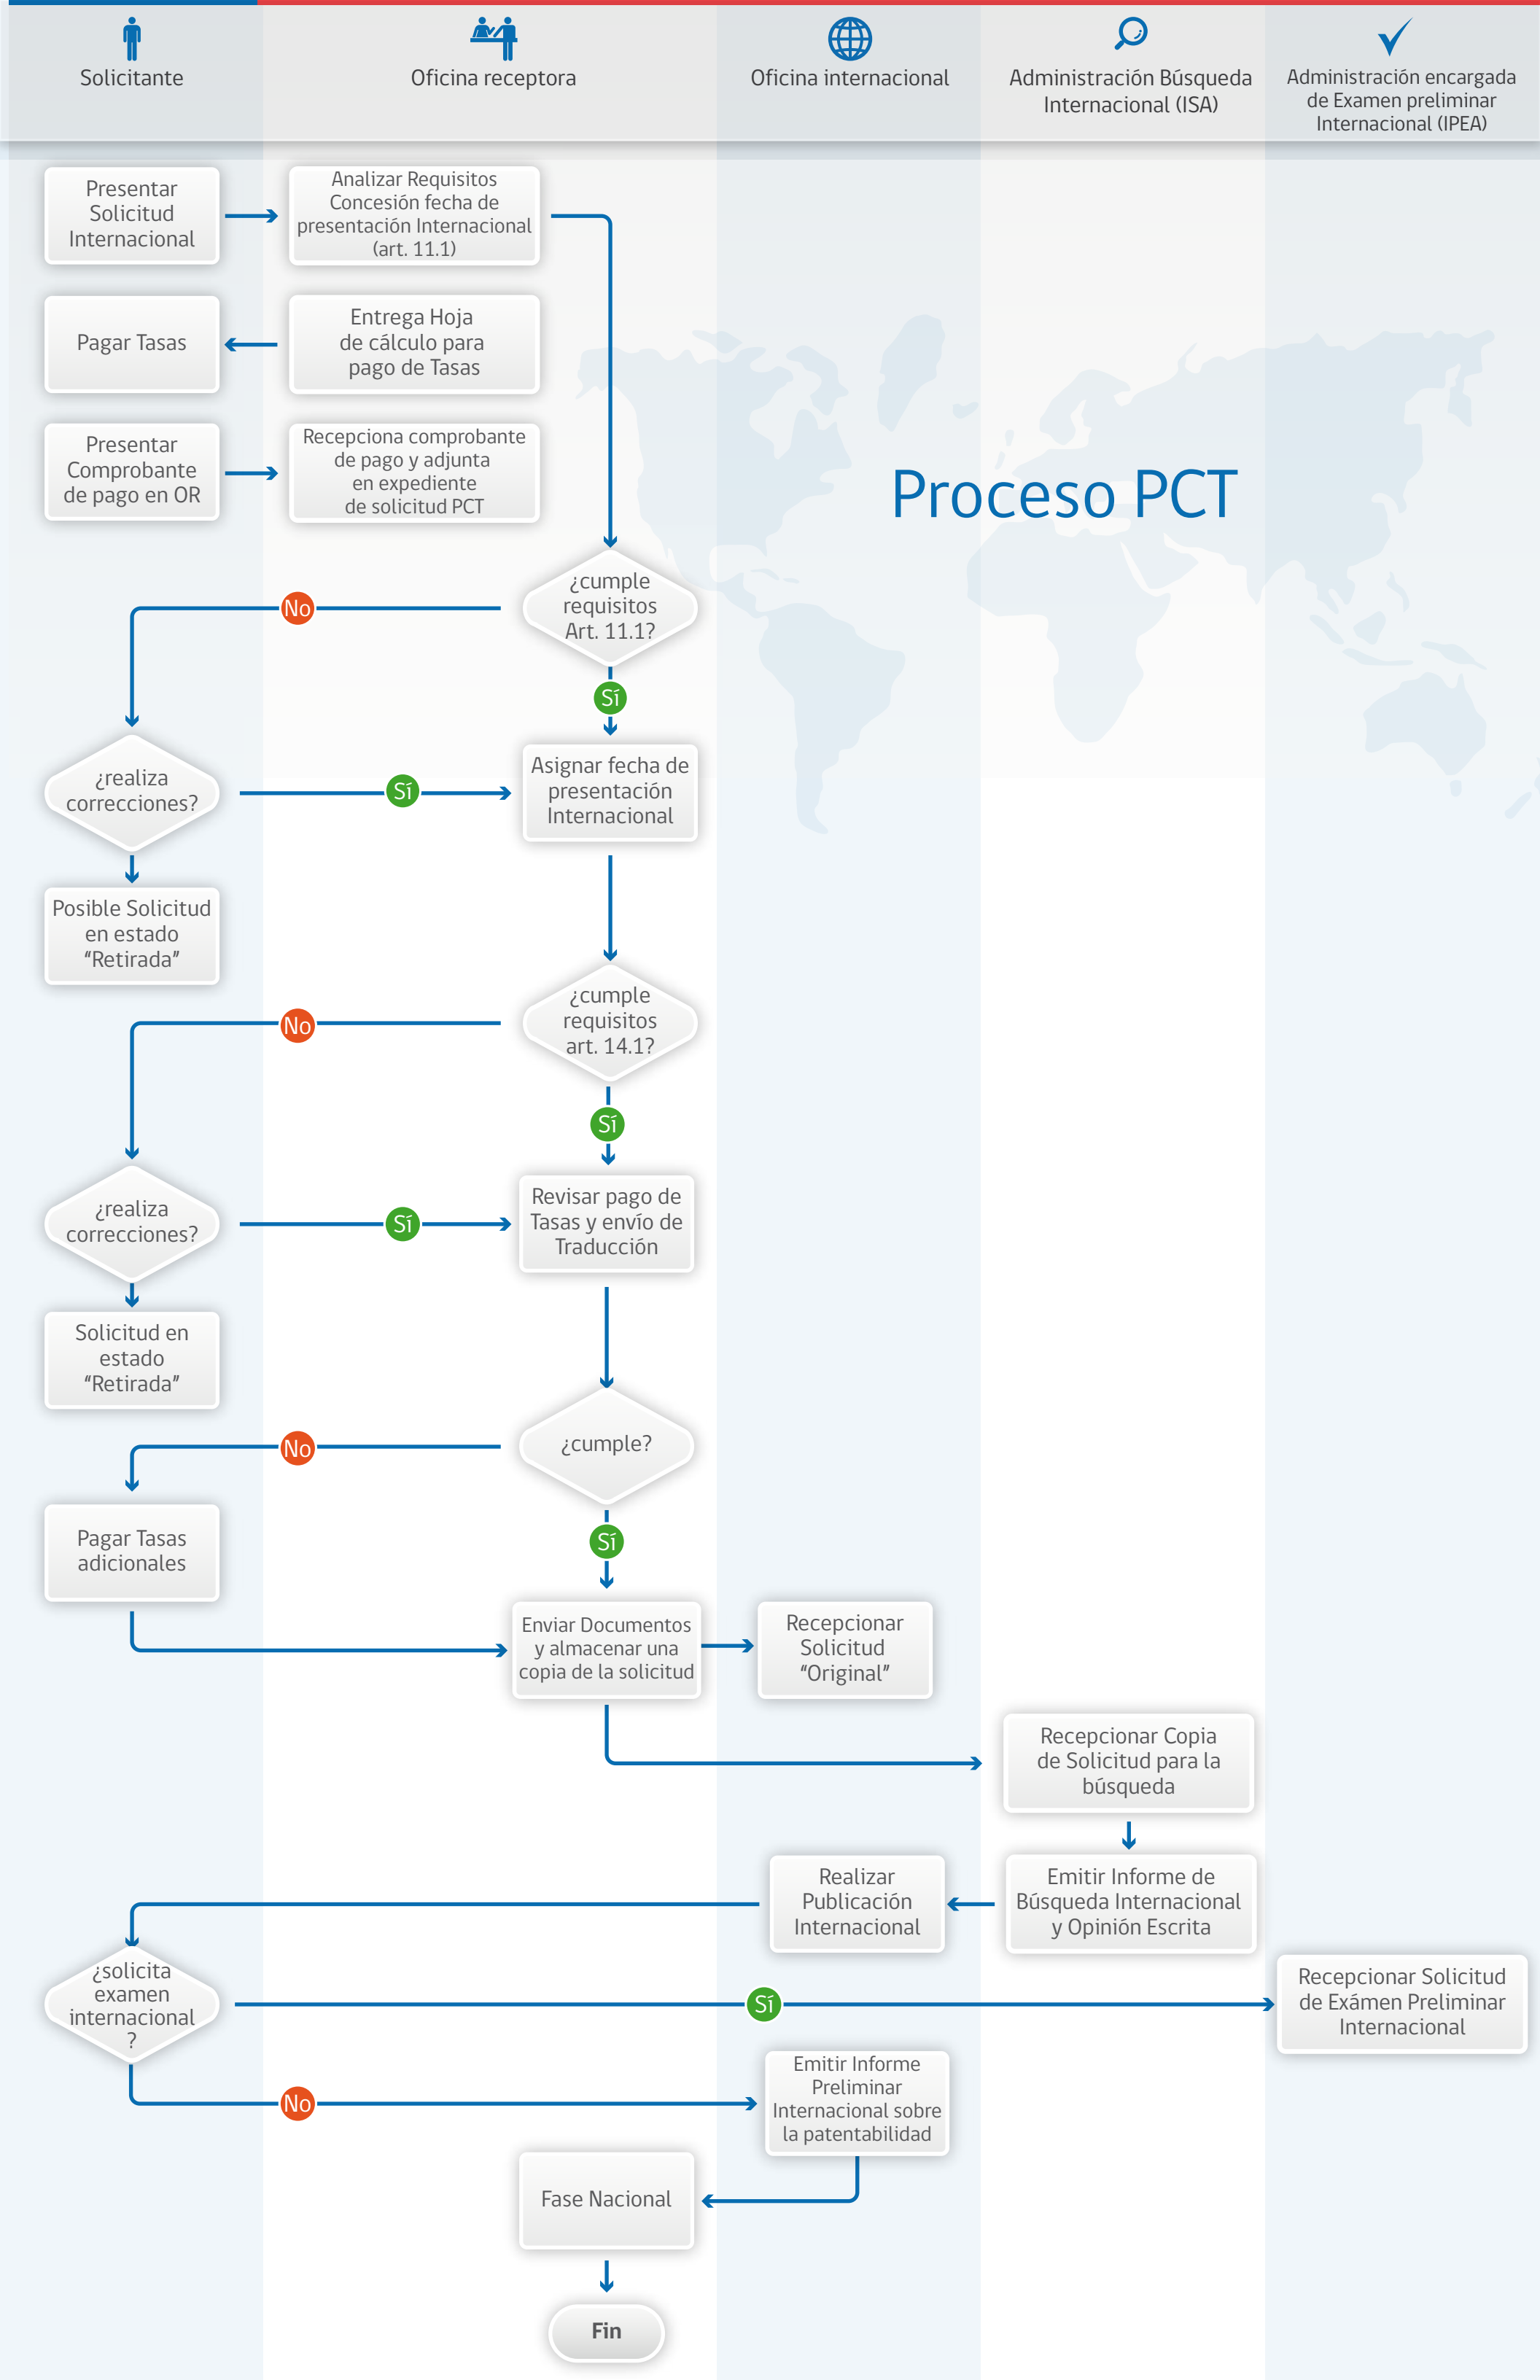 Solicitante
Oficina receptora
Oficina internacional
Administración Búsqueda
Internacional (ISA)
Administración encargada
de Examen preliminar
Internacional (IPEA)
Presentar
Solicitud
Internacional
Analizar Requisitos
Concesión fecha de
presentación Internacional
(art. 11.1)
Pagar Tasas
Entrega Hoja
de cálculo para
pago de Tasas
Presentar
Comprobante
de pago en OR
Recepciona comprobante
de pago y adjunta
en expediente
de solicitud PCT
Proceso PCT
¿cumple
requisitos
Art. 11.1?
No
Sí
¿realiza
correcciones?
Sí
Asignar fecha de
presentación
Internacional
Posible Solicitud
en estado
“Retirada”
¿cumple
requisitos
art. 14.1?
No
Sí
¿realiza
correcciones?
Sí
Revisar pago de
Tasas y envío de
Traducción
Solicitud en
estado
“Retirada”
¿cumple?
No
Sí
Pagar Tasas
adicionales
Enviar Documentos
y almacenar una
copia de la solicitud
Recepcionar
Solicitud
“Original”
Recepcionar Copia
de Solicitud para la
búsqueda
Realizar
Publicación
Internacional
Emitir Informe de
Búsqueda Internacional
y Opinión Escrita
¿solicita
examen
internacional
?
Sí
Recepcionar Solicitud
de Exámen Preliminar
Internacional
No
Emitir Informe
Preliminar
Internacional sobre
la patentabilidad
Fase Nacional
Fin